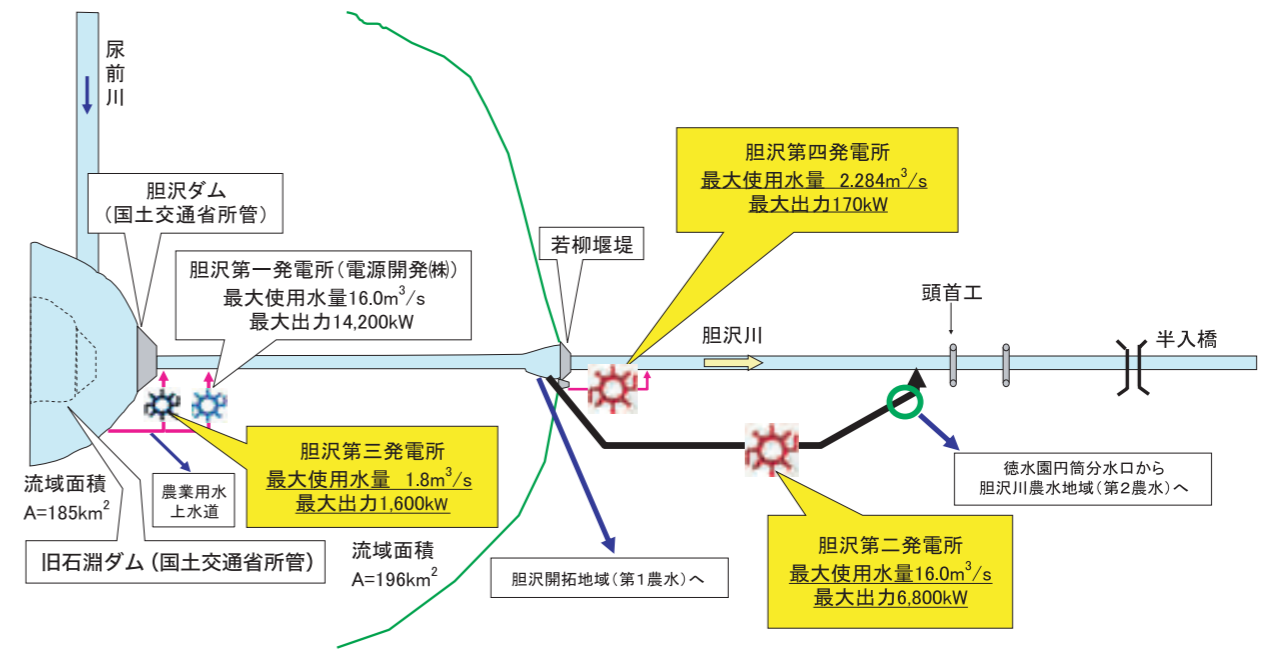 尿前川
胆沢ダム
（国土交通省所管）
胆沢第一発電所（電源開発㈱）
最大使用水量16.0m³/s
最大出力14,200kW
若柳堰堤
胆沢第四発電所
最大使用水量 2.284m³/s
最大出力170kW
胆沢川
頭首工
半入橋
流域面積
A=185km²
農業用水
上水道
胆沢第三発電所
最大使用水量 1.8m³/s
最大出力1,600kW
旧石淵ダム（国土交通省所管）
流域面積
A=196km²
胆沢開拓地域（第１農水）へ
胆沢第二発電所
最大使用水量16.0m³/s
最大出力6,800kW
徳水園円筒分水口から
胆沢川農水地域（第２農水）へ